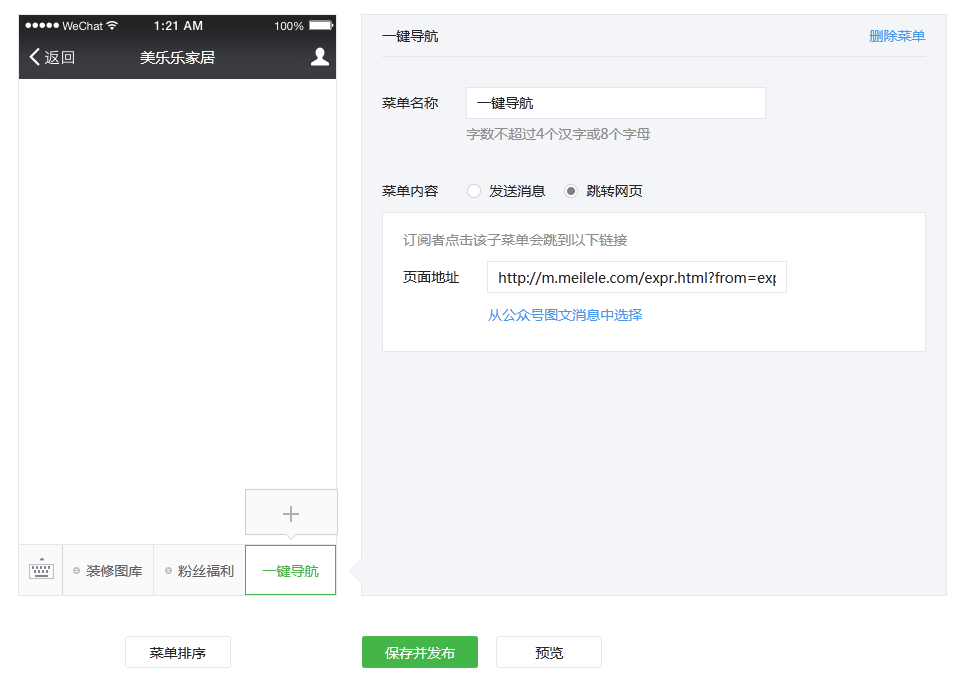 WeChat 1:21 AM 100%
返回 美乐乐家居
一键导航 删除菜单
菜单名称 一键导航
字数不超过4个汉字或8个字母
菜单内容 发送消息 跳转网页
订阅者点击该子菜单会跳到以下链接
页面地址 http://m.meilele.com/expr.html?from=exp
从公众号图文消息中选择
+
装修图库 粉丝福利 一键导航
菜单排序 保存并发布 预览